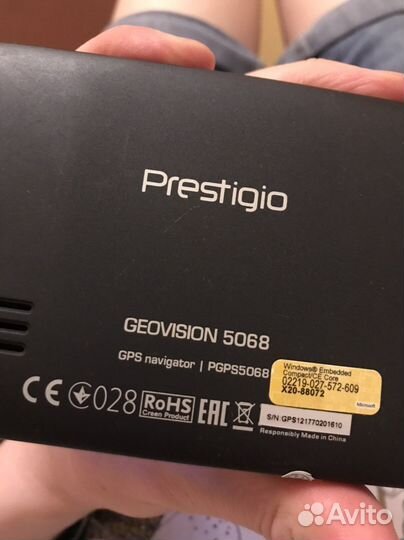 Prestigio
GEOVISION 5068
GPS navigator | PGPS5068
Windows® Embedded
Compact/CE Core
02219-027-572-609
X20-88072
Microsoft
CE 028 RoHS
Green Product
EAC
S/N:GPS121770201610
Responsibly Made in China
Avito